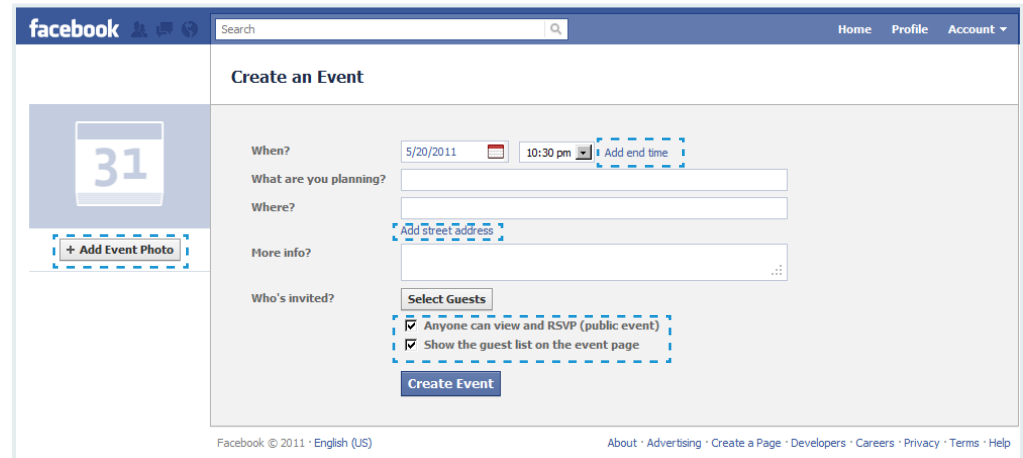 facebook Search Home Profile Account
Create an Event
31
+ Add Event Photo
When? 5/20/2011 10:30 pm Add end time
What are you planning?
Where?
Add street address
More info?
Who's invited? Select Guests
Anyone can view and RSVP (public event)
Show the guest list on the event page
Create Event
Facebook © 2011 · English (US) About · Advertising · Create a Page · Developers · Careers · Privacy · Terms · Help